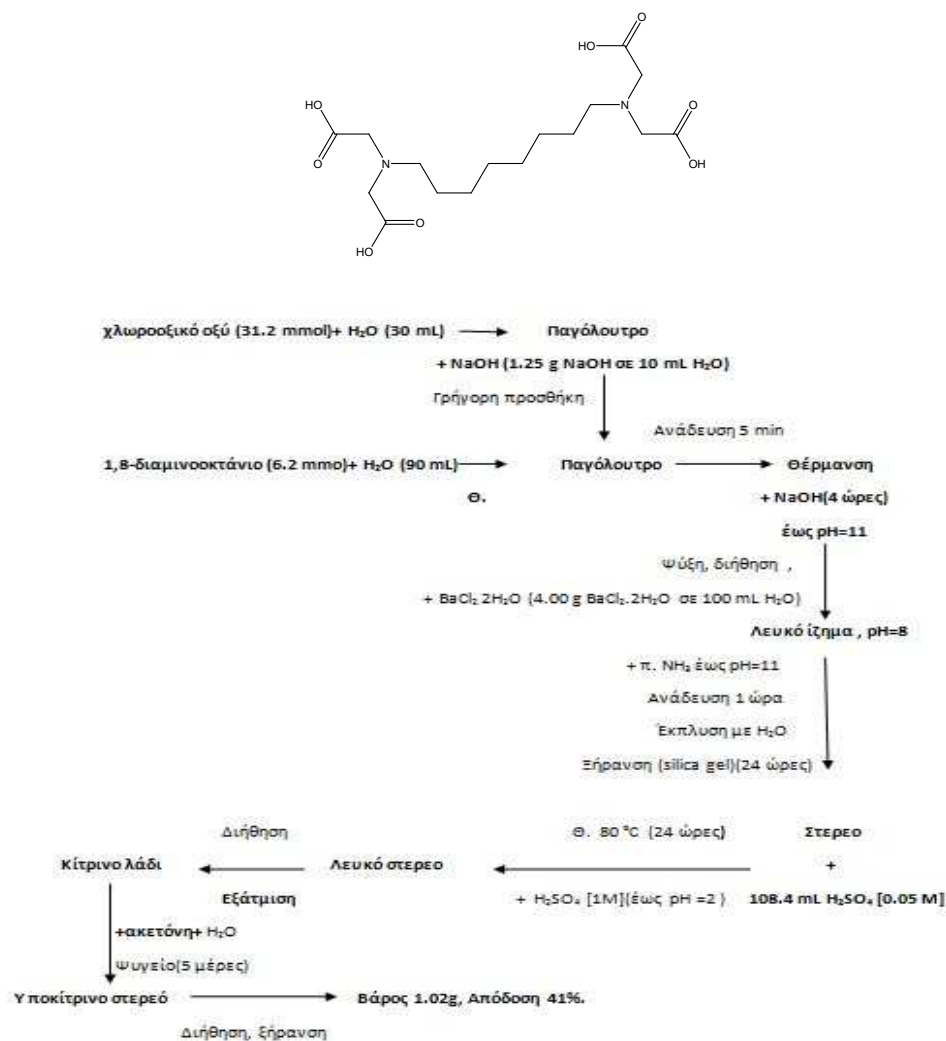 HO
O
OH
O
N
O
N
O
HO
OH
O
HO
χλωροοξικό οξύ (31.2 mmol)+ H₂O (30 mL) Παγόλουτρο
+ NaOH (1.25 g NaOH σε 10 mL H₂O)
Γρήγορη προσθήκη
Ανάδευση 5 min
1,8-διαμινοοκτάνιο (6.2 mmo)+ H₂O (90 mL) Παγόλουτρο Θέρμανση
Θ. + NaOH(4 ώρες)
έως pH=11
Ψύξη, διήθηση ,
+ BaCl₂ 2H₂O (4.00 g BaCl₂.2H₂O σε 100 mL H₂O)
Λευκό ίζημα , pH=8
+ π. NH₃ έως pH=11
Ανάδευση 1 ώρα
Έκπλυση με H₂O
Ξήρανση (silica gel)(24 ώρες)
Διήθηση Θ. 80 °C (24 ώρες) Στερεο
Κίτρινο λάδι Λευκό στερεο +
Εξάτμιση + H₂SO₄ [1M](έως pH =2 ) 108.4 mL H₂SO₄ [0.05 M]
+ακετόνη+ H₂O
Ψυγείο(5 μέρες)
Υποκίτρινο στερεό Βάρος 1.02g, Απόδοση 41%.
Διήθηση, ξήρανση